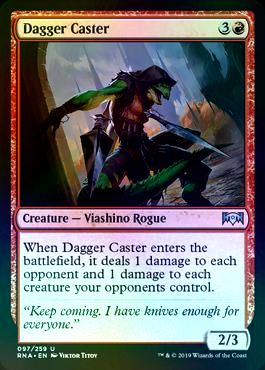 Dagger Caster 3
Creature — Viashino Rogue
When Dagger Caster enters the
battlefield, it deals 1 damage to each
opponent and 1 damage to each
creature your opponents control.
“Keep coming. I have knives enough for
everyone.”
2/3
097/259 U
RNA • EN Viktor Titov
™ & © 2019 Wizards of the Coast